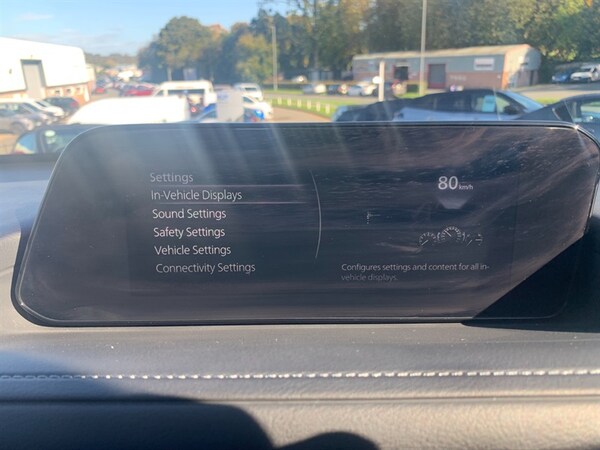 Settings
In-Vehicle Displays
Sound Settings
Safety Settings
Vehicle Settings
Connectivity Settings
80 km/h
Configures settings and content for all in-
vehicle displays.